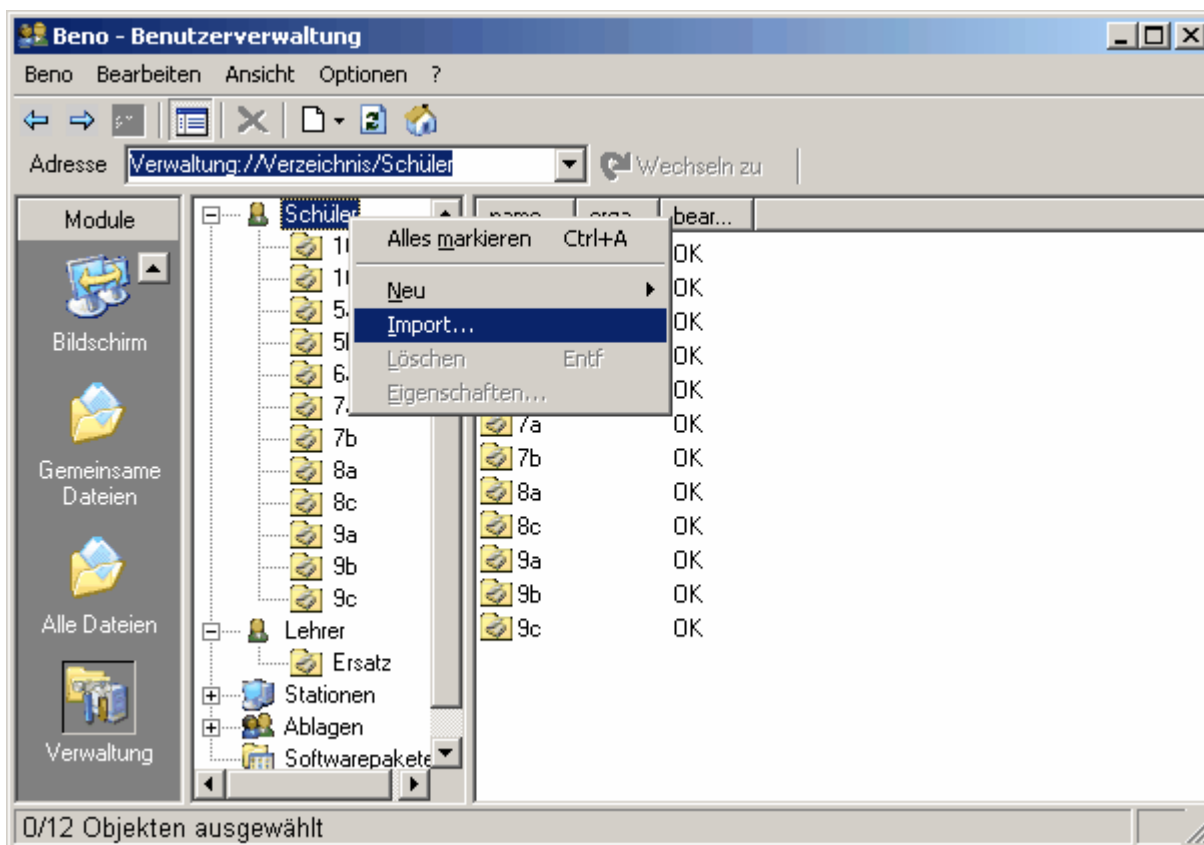 Beno - Benutzerverwaltung
Beno Bearbeiten Ansicht Optionen ?
Adresse Verwaltung://Verzeichnis/Schüler Wechseln zu
Module
Bildschirm
Gemeinsame
Dateien
Alle Dateien
Verwaltung
Schüler
7b
8a
8c
9a
9b
9c
Lehrer
Ersatz
Stationen
Ablagen
Softwarepakete
Alles markieren Ctrl+A
Neu
Import...
Löschen Entf
Eigenschaften...
bear...
OK
OK
OK
OK
OK
7a OK
7b OK
8a OK
8c OK
9a OK
9b OK
9c OK
0/12 Objekten ausgewählt